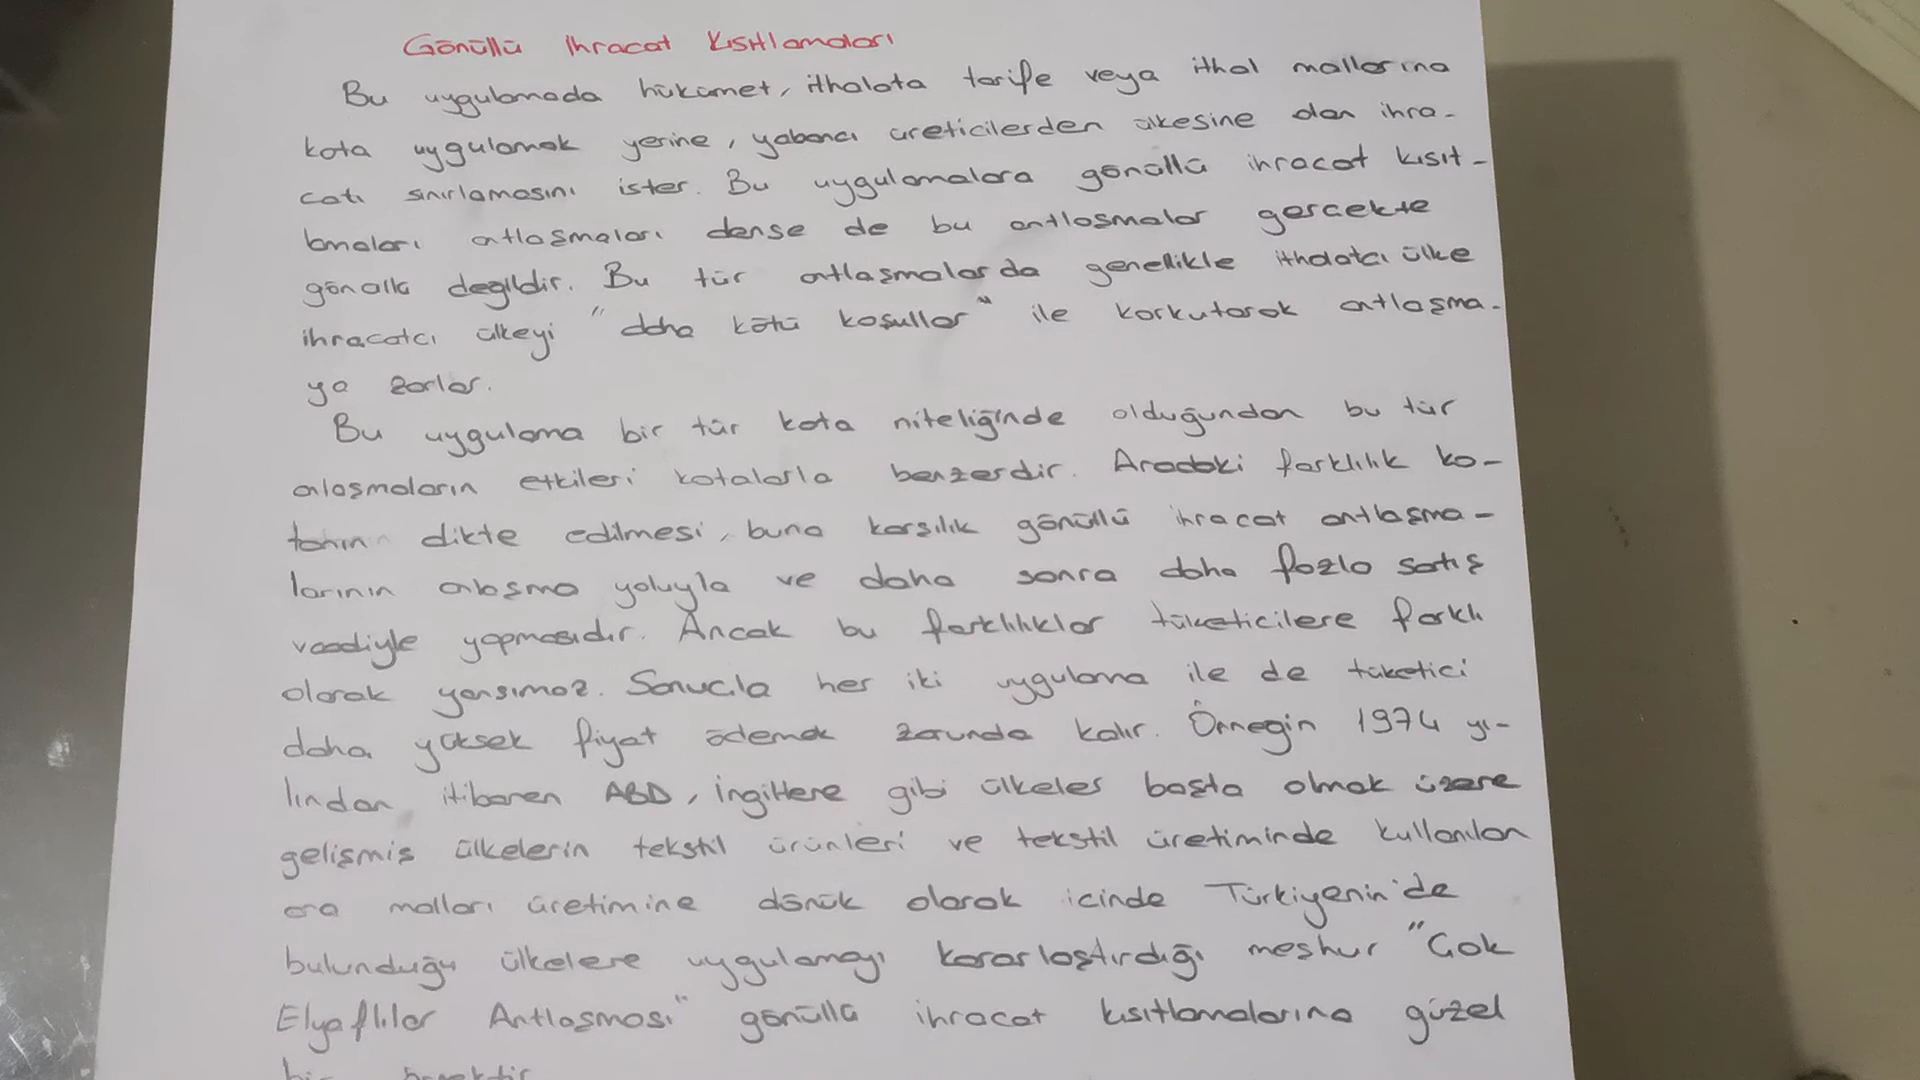 Gönüllü İhracat Kısıtlamaları
Bu uygulamada hükümet, ithalata tarife veya ithal mallarına
kota uygulamak yerine, yabancı üreticilerden ülkesine olan ihra-
catı sınırlamasını ister. Bu uygulamalara gönüllü ihracat kısıt-
lamaları antlaşmaları dense de bu antlaşmalar gerçekte
gönüllü değildir. Bu tür antlaşmalarda genellikle ithalatcı ülke
ihracatcı ülkeyi "daha kötü koşullar" ile korkutarak antlaşma-
ya zorlar.
Bu uygulama bir tür kota niteliğinde olduğundan bu tür
anlaşmaların etkileri kotalarla benzerdir. Aradaki farklılık ko-
tanın dikte edilmesi, buna karşılık gönüllü ihracat antlaşma-
larının anlaşma yoluyla ve daha sonra daha fazla satış
vaadiyle yapmasıdır. Ancak bu farklılıklar tüketicilere farklı
olarak yansımaz. Sonuçla her iki uygulama ile de tüketici
daha yüksek fiyat ödemek zorunda kalır. Örneğin 1974 yı-
lından itibaren ABD, İngiltere gibi ülkeler başta olmak üzere
gelişmiş ülkelerin tekstil ürünleri ve tekstil üretiminde kullanılan
ara malları üretimine dönük olarak içinde Türkiyenin'de
bulunduğu ülkelere uygulamayı kararlaştırdığı meşhur "Çok
Elyaflılar Antlaşması" gönüllü ihracat kısıtlamalarına güzel
bir örnektir